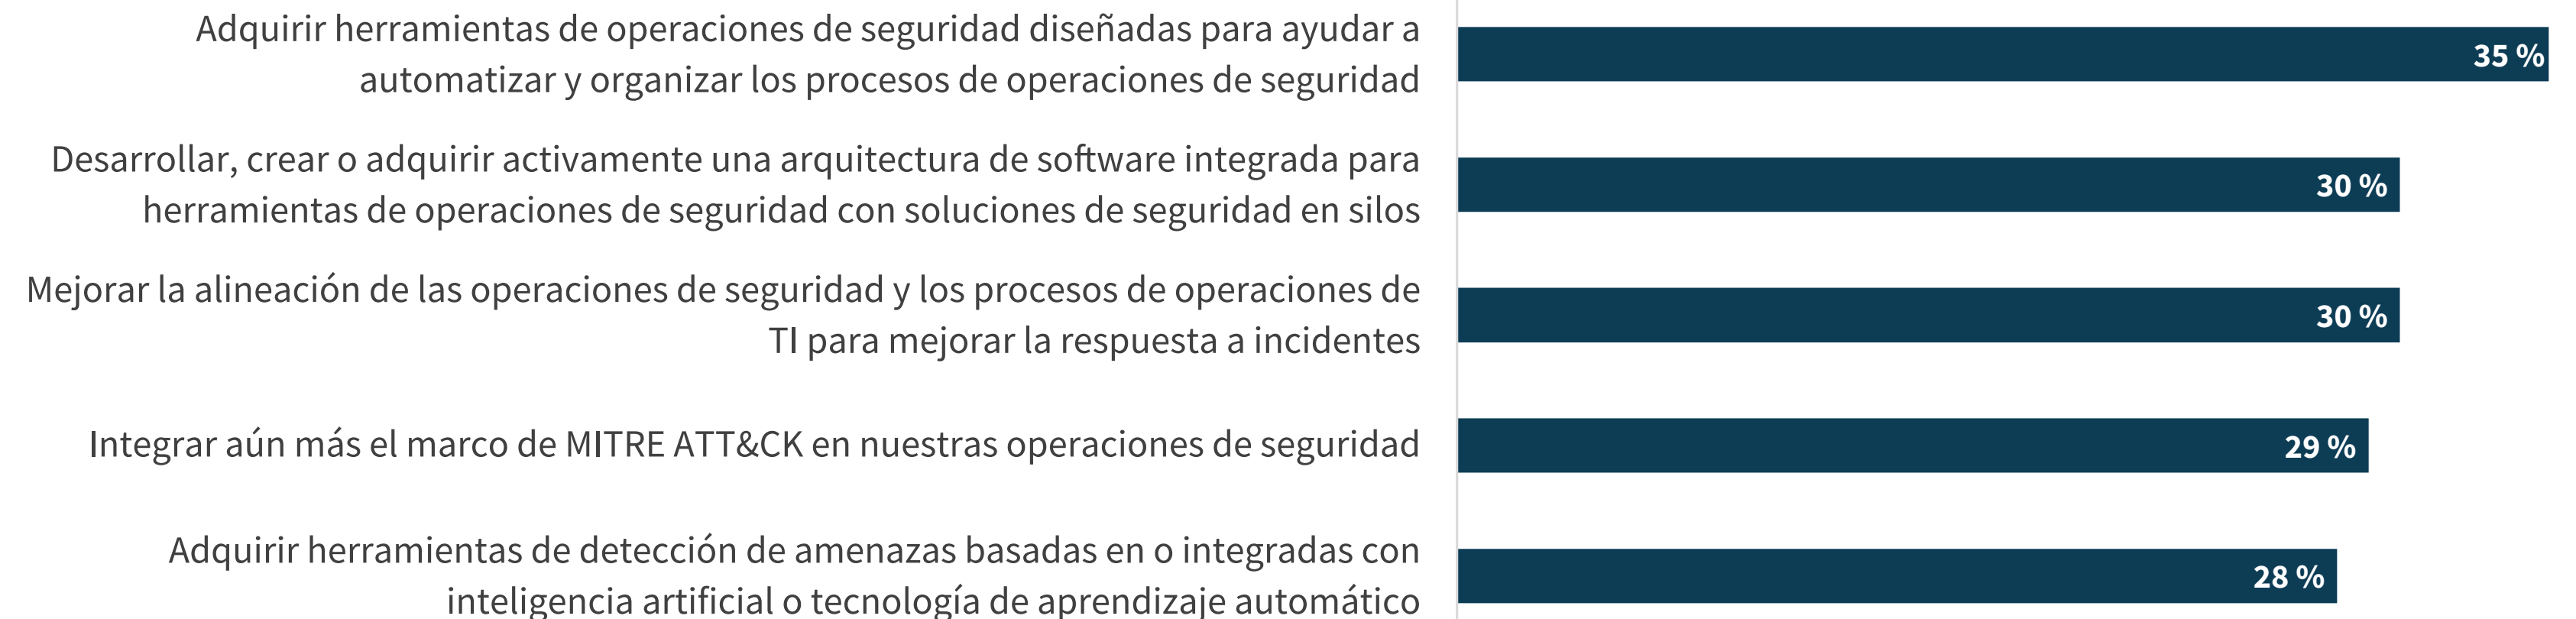 Adquirir herramientas de operaciones de seguridad diseñadas para ayudar a
automatizar y organizar los procesos de operaciones de seguridad
35 %
Desarrollar, crear o adquirir activamente una arquitectura de software integrada para
herramientas de operaciones de seguridad con soluciones de seguridad en silos
30 %
Mejorar la alineación de las operaciones de seguridad y los procesos de operaciones de
TI para mejorar la respuesta a incidentes
30 %
Integrar aún más el marco de MITRE ATT&CK en nuestras operaciones de seguridad
29 %
Adquirir herramientas de detección de amenazas basadas en o integradas con
inteligencia artificial o tecnología de aprendizaje automático
28 %